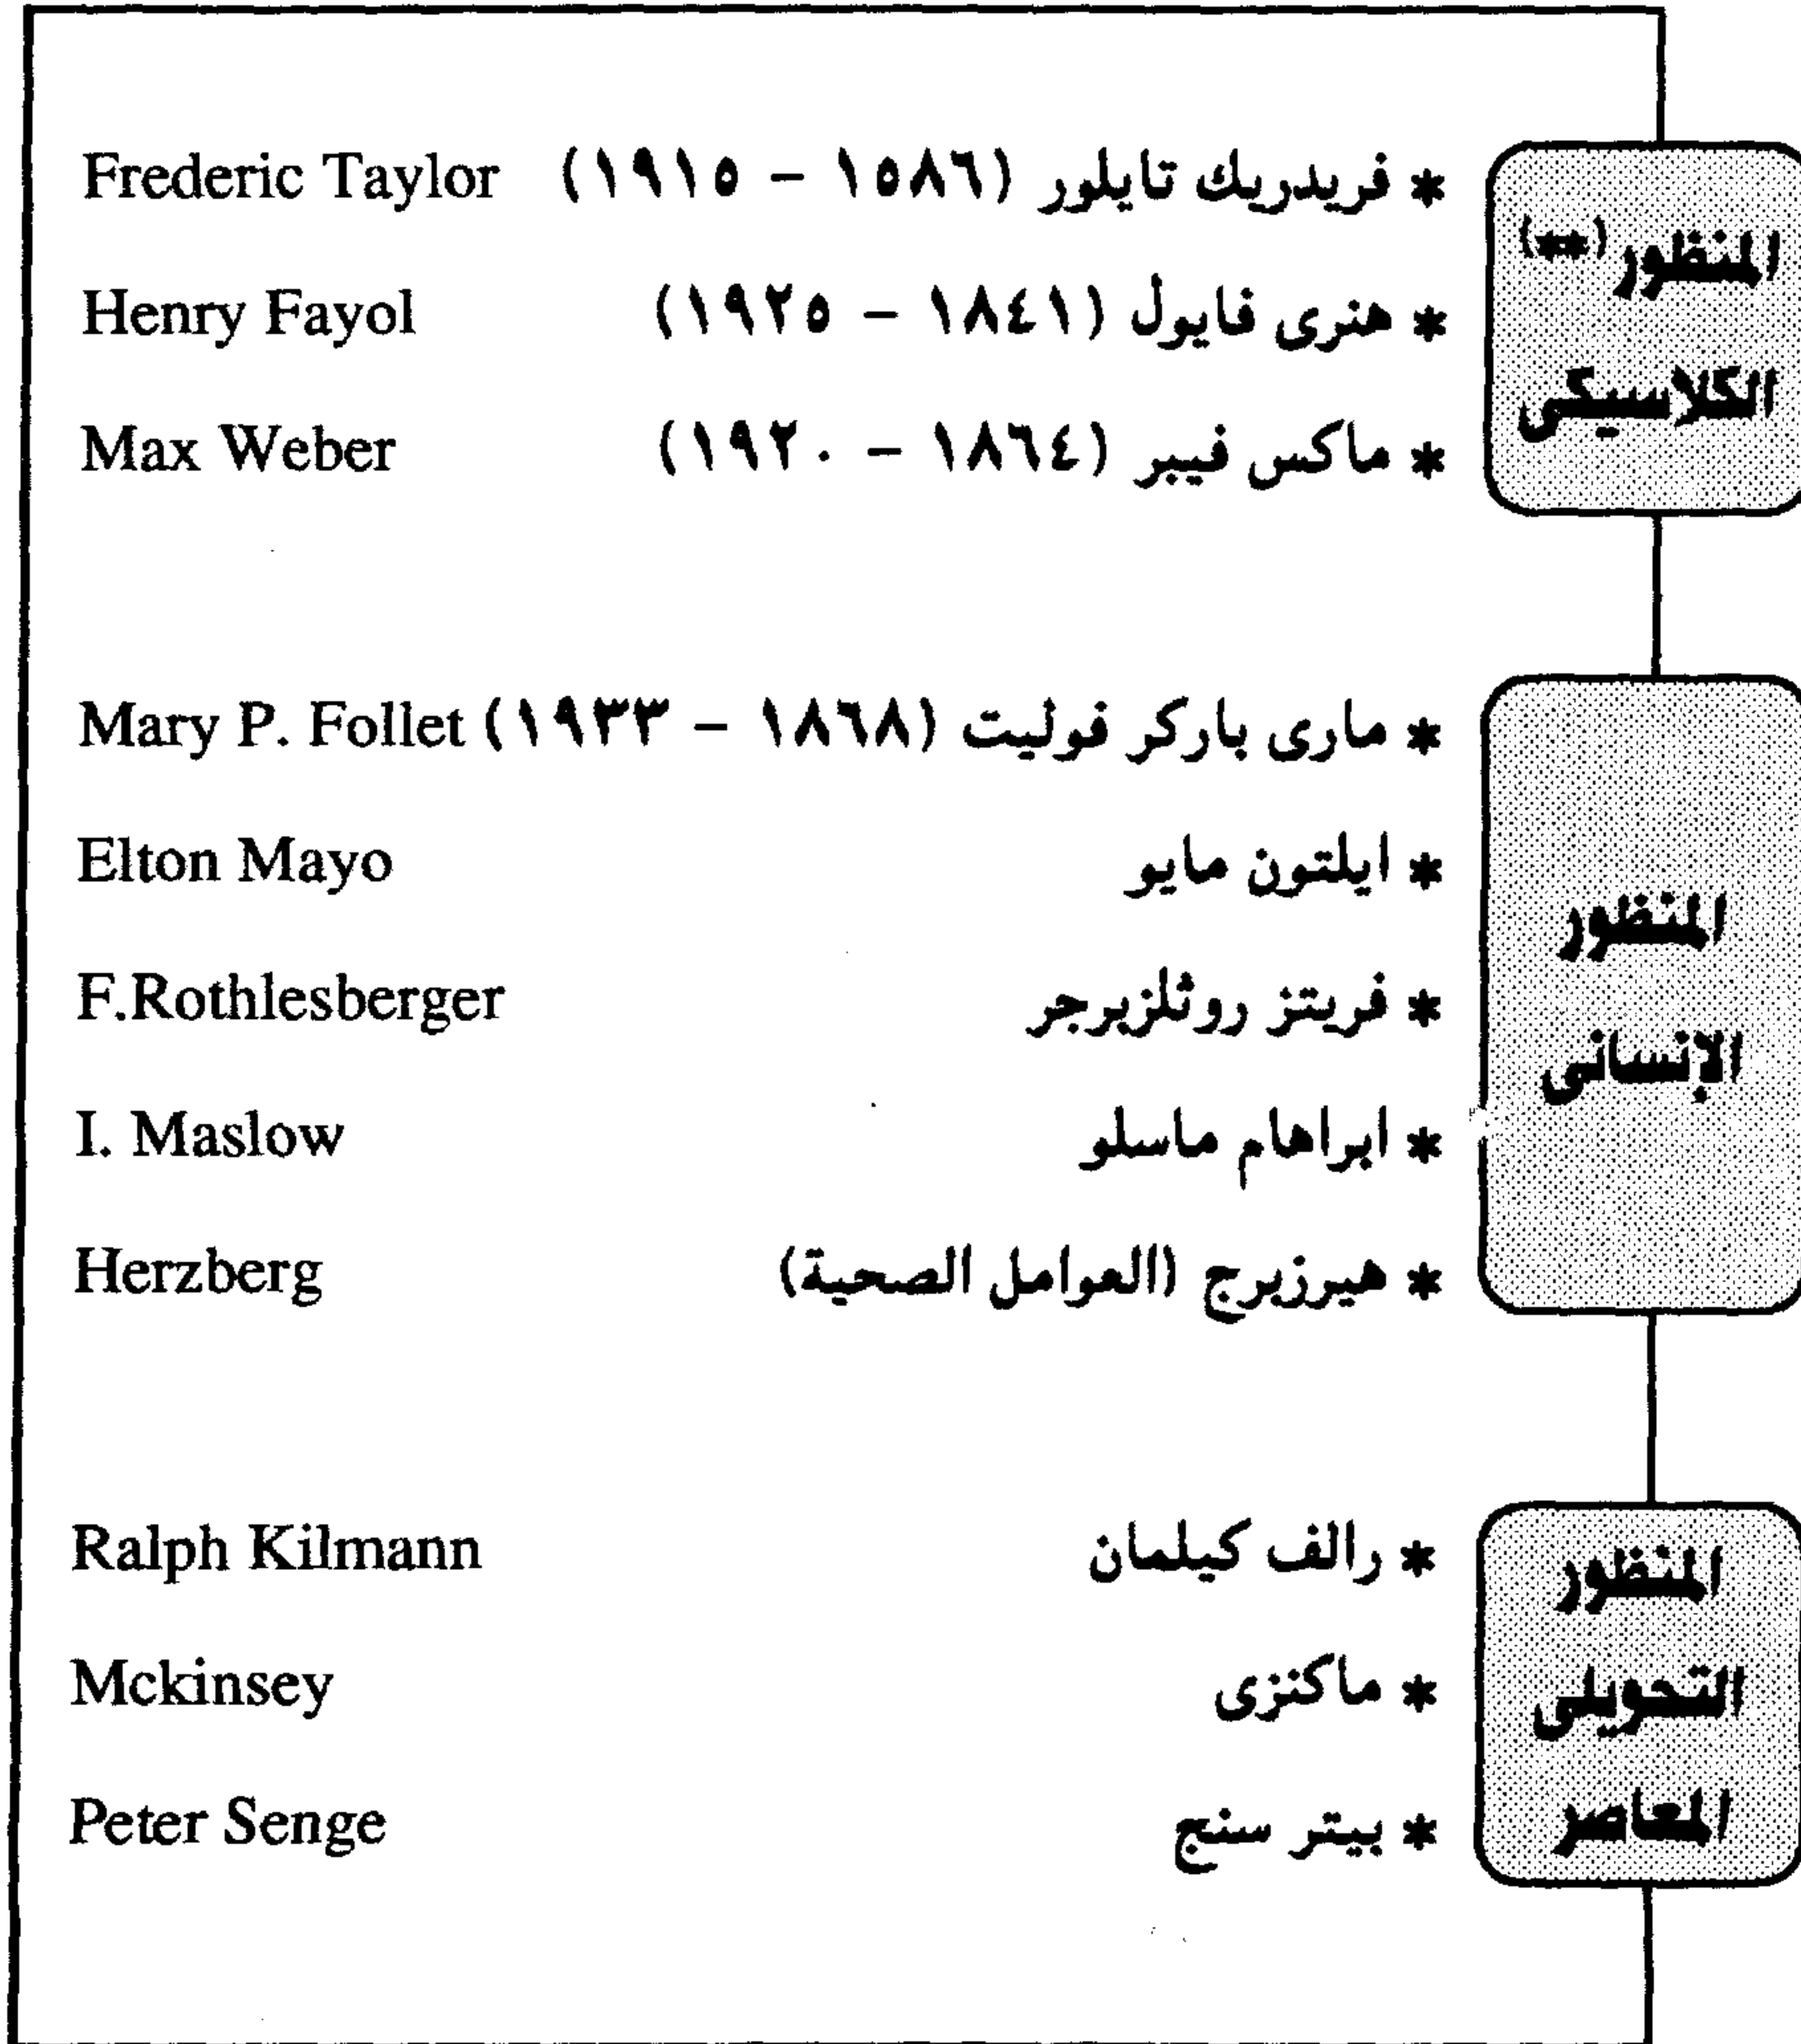 المنظور(**)
الكلاسيكى
* فريدريك تايلور (١٥٨٦ - ١٩١٥) Frederic Taylor
* هنرى فايول (١٨٤١ - ١٩٢٥) Henry Fayol
* ماكس فيبر (١٨٦٤ - ١٩٢٠) Max Weber
المنظور
الإنسانى
* مارى باركر فوليت (١٨٦٨ - ١٩٣٣) Mary P. Follet
* ايلتون مايو Elton Mayo
* فريتز روثلزبرجر F.Rothlesberger
* ابراهام ماسلو I. Maslow
* هيرزبرج (العوامل الصحية) Herzberg
المنظور
التحويلى
المعاصر
* رالف كيلمان Ralph Kilmann
* ماكنزى Mckinsey
* بيتر سنج Peter Senge